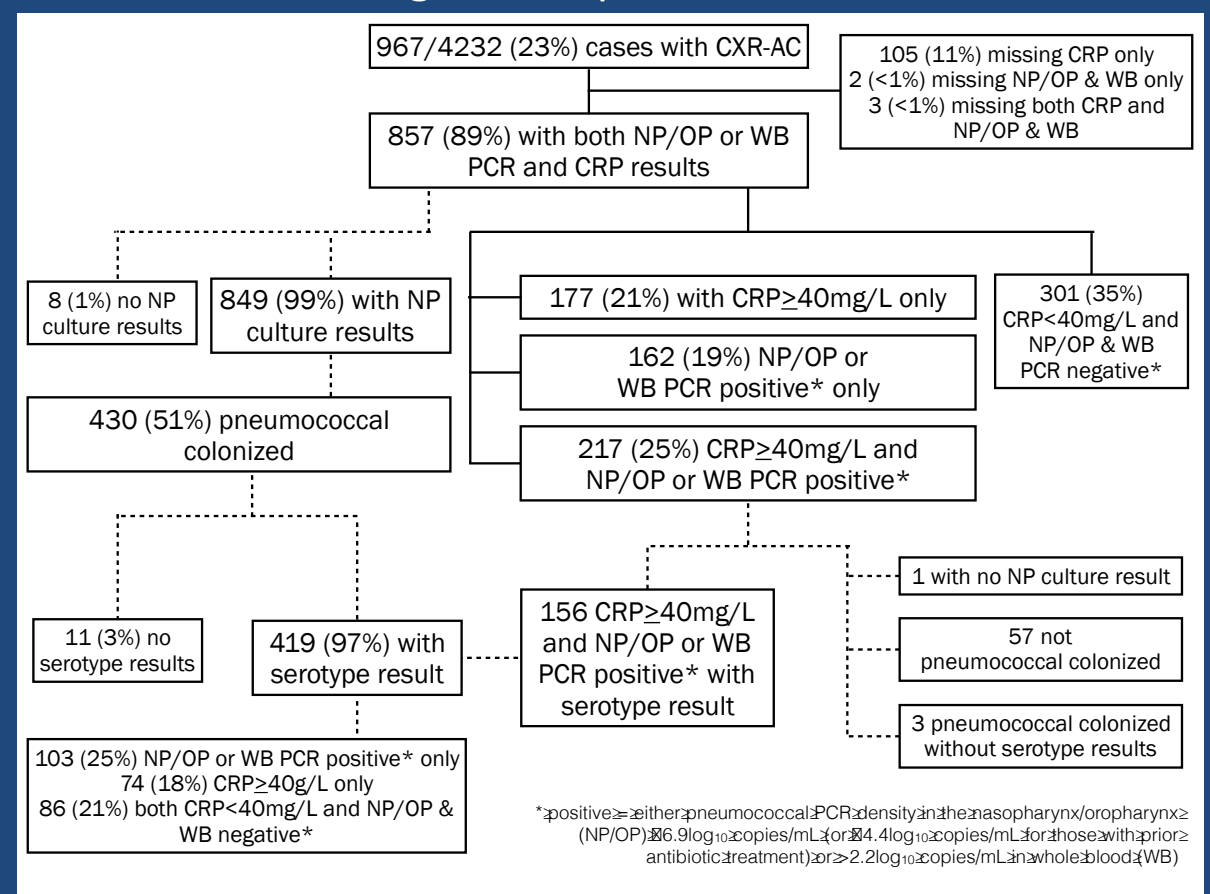 967/4232 (23%) cases with CXR-AC
105 (11%) missing CRP only
2 (<1%) missing NP/OP & WB only
3 (<1%) missing both CRP and
NP/OP & WB
857 (89%) with both NP/OP or WB
PCR and CRP results
8 (1%) no NP
culture results
849 (99%) with NP
culture results
177 (21%) with CRP≥40mg/L only
301 (35%)
CRP<40mg/L and
NP/OP & WB
PCR negative*
162 (19%) NP/OP or
WB PCR positive* only
430 (51%) pneumococcal
colonized
217 (25%) CRP≥40mg/L and
NP/OP or WB PCR positive*
1 with no NP culture result
11 (3%) no
serotype results
419 (97%) with
serotype result
156 CRP≥40mg/L
and NP/OP or WB
PCR positive* with
serotype result
57 not
pneumococcal colonized
3 pneumococcal colonized
without serotype results
103 (25%) NP/OP or WB PCR positive* only
74 (18%) CRP≥40g/L only
86 (21%) both CRP<40mg/L and NP/OP &
WB negative*
*≥positive≥=≥either≥pneumococcal≥PCR≥density≥in≥the≥nasopharynx/oropharynx≥
(NP/OP)≥☒6.9log₁₀≥copies/mL≥(or≥☒4.4log₁₀≥copies/mL≥for≥those≥with≥prior≥
antibiotic≥treatment)≥or≥>2.2log₁₀≥copies/mL≥in≥whole≥blood≥(WB)